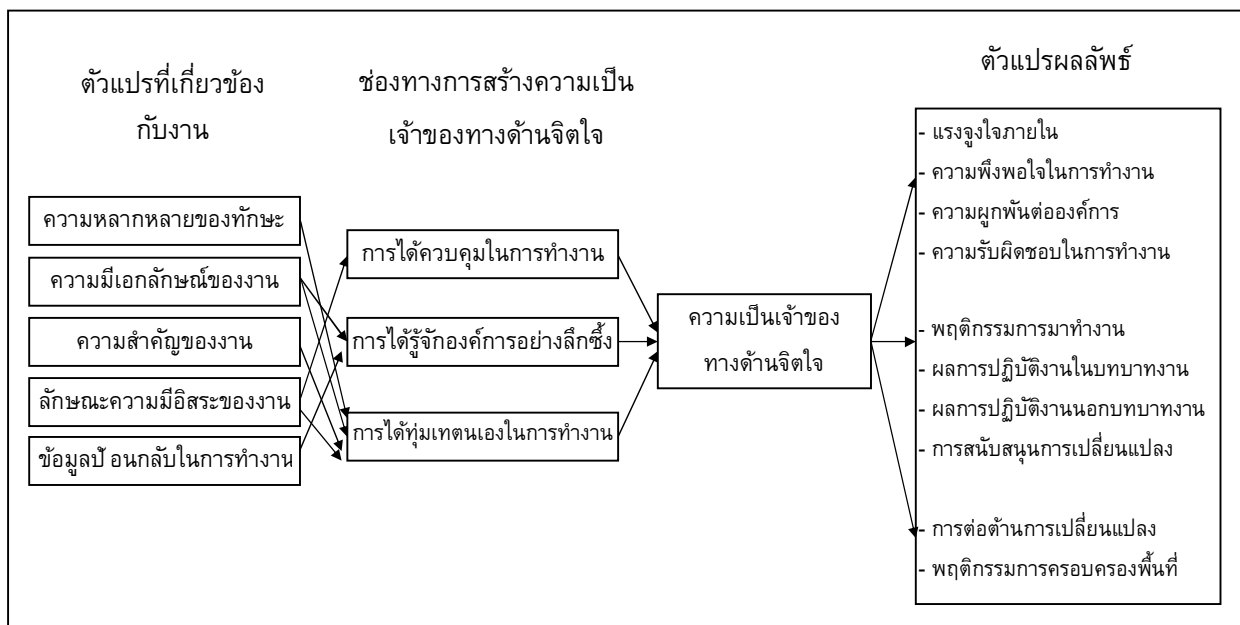 ตัวแปรที่เกี่ยวข้อง
กับงาน
ความหลากหลายของทักษะ
ความมีเอกลักษณ์ของงาน
ความสำคัญของงาน
ลักษณะความมีอิสระของงาน
ข้อมูลป้อนกลับในการทำงาน
ช่องทางการสร้างความเป็น
เจ้าของทางด้านจิตใจ
การได้ควบคุมในการทำงาน
การได้รู้จักองค์การอย่างลึกซึ้ง
การได้ทุ่มเทตนเองในการทำงาน
ความเป็นเจ้าของ
ทางด้านจิตใจ
ตัวแปรผลลัพธ์
- แรงจูงใจภายใน
- ความพึงพอใจในการทำงาน
- ความผูกพันต่อองค์การ
- ความรับผิดชอบในการทำงาน
- พฤติกรรมการมาทำงาน
- ผลการปฏิบัติงานในบทบาทงาน
- ผลการปฏิบัติงานนอกบทบาทงาน
- การสนับสนุนการเปลี่ยนแปลง
- การต่อต้านการเปลี่ยนแปลง
- พฤติกรรมการครอบครองพื้นที่